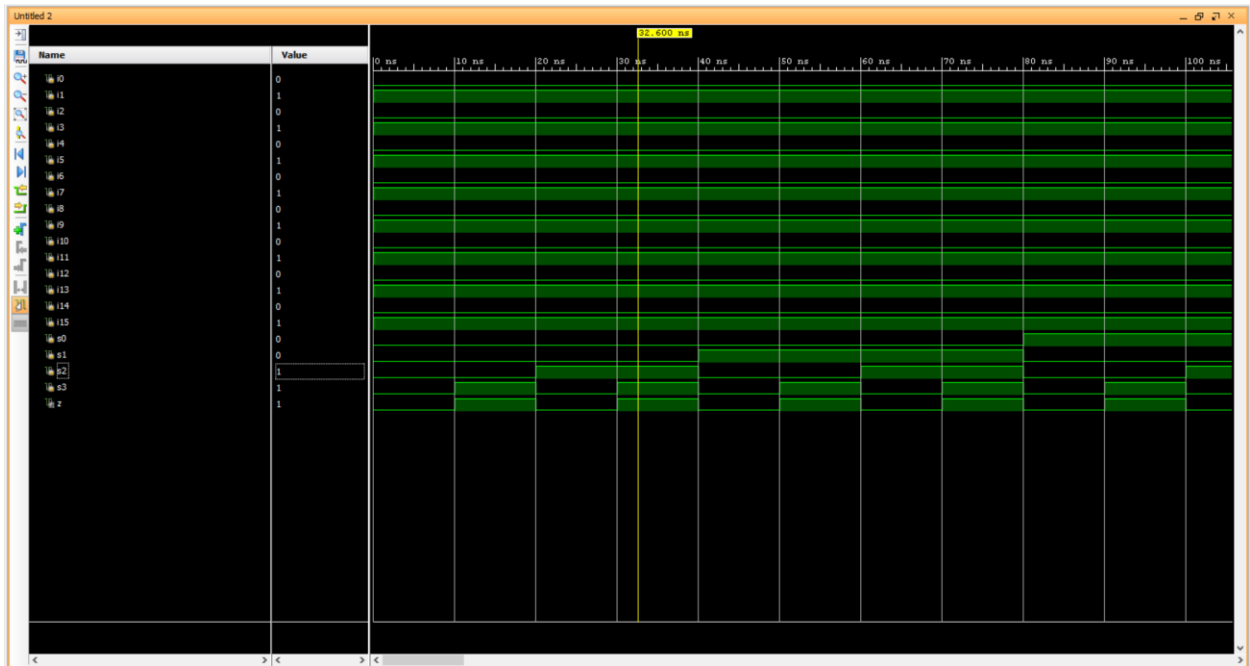 Untitled 2
32.600 ns
Name Value
0 ns 10 ns 20 ns 30 ns 40 ns 50 ns 60 ns 70 ns 80 ns 90 ns 100 ns
i0 0
i1 1
i2 0
i3 1
i4 0
i5 1
i6 0
i7 1
i8 0
i9 1
i10 0
i11 1
i12 0
i13 1
i14 0
i15 1
s0 0
s1 0
s2 1
s3 1
z 1